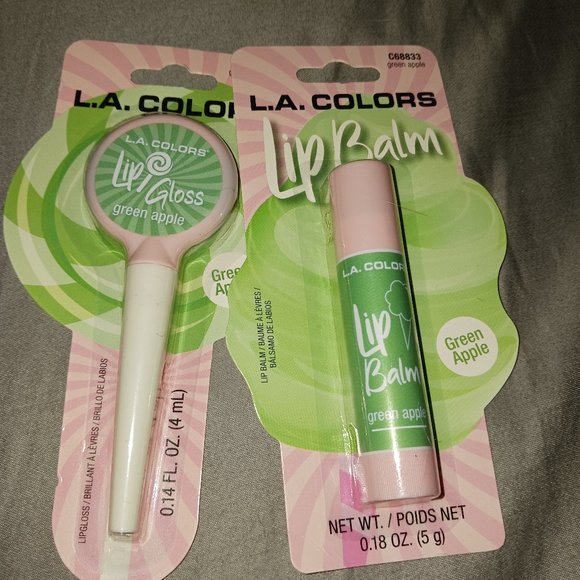 L.A. COLOR
L.A. COLORS®
Lip Gloss
green apple
Green
Apple
LIPGLOSS / BRILLANT À LÈVRES / BRILLO DE LABIOS
0.14 FL. OZ. (4 mL)
C68833
green apple
L.A. COLORS
Lip Balm
LIP BALM / BAUME À LÈVRES /
BÁLSAMO DE LABIOS
L.A. COLORS
Lip
Balm
green apple
Green
Apple
NET WT. / POIDS NET
0.18 OZ. (5 g)